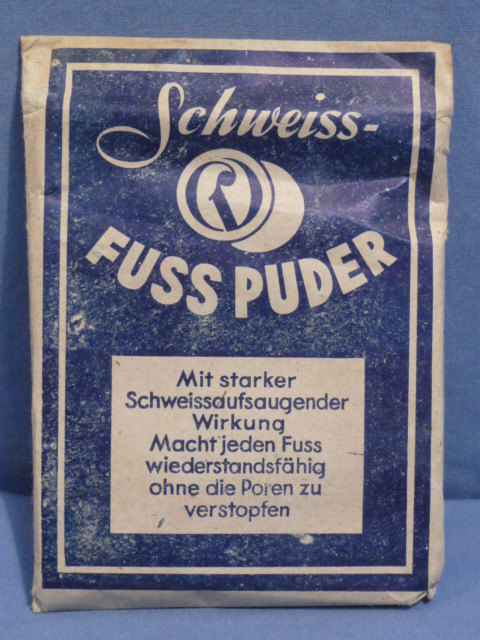 Schweiss-
R
FUSS PUDER
Mit starker
Schweissaufsaugender
Wirkung
Macht jeden Fuss
wiederstandsfähig
ohne die Poren zu
verstopfen